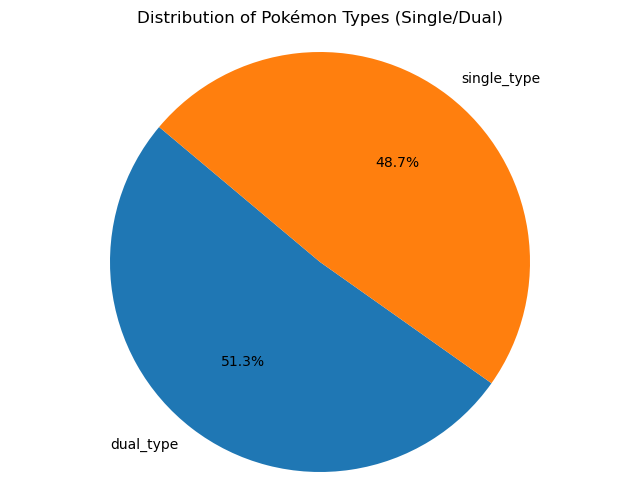 Distribution of Pokémon Types (Single/Dual)
single_type
48.7%
51.3%
dual_type